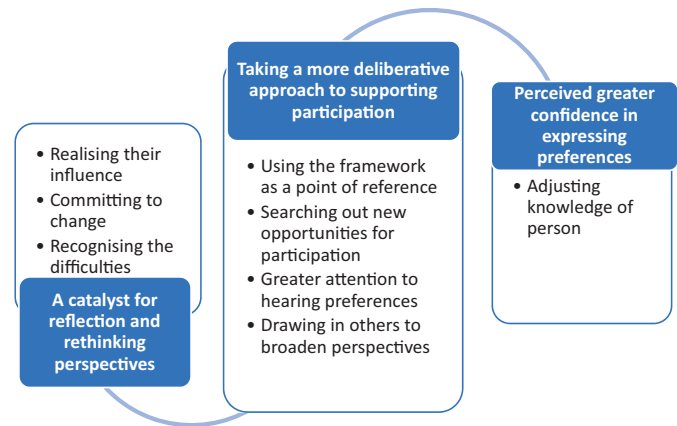 • Realising their
influence
• Committing to
change
• Recognising the
difficulties
A catalyst for
reflection and
rethinking
perspectives
Taking a more deliberative
approach to supporting
participation
• Using the framework
as a point of reference
• Searching out new
opportunities for
participation
• Greater attention to
hearing preferences
• Drawing in others to
broaden perspectives
Perceived greater
confidence in
expressing
preferences
• Adjusting
knowledge of
person